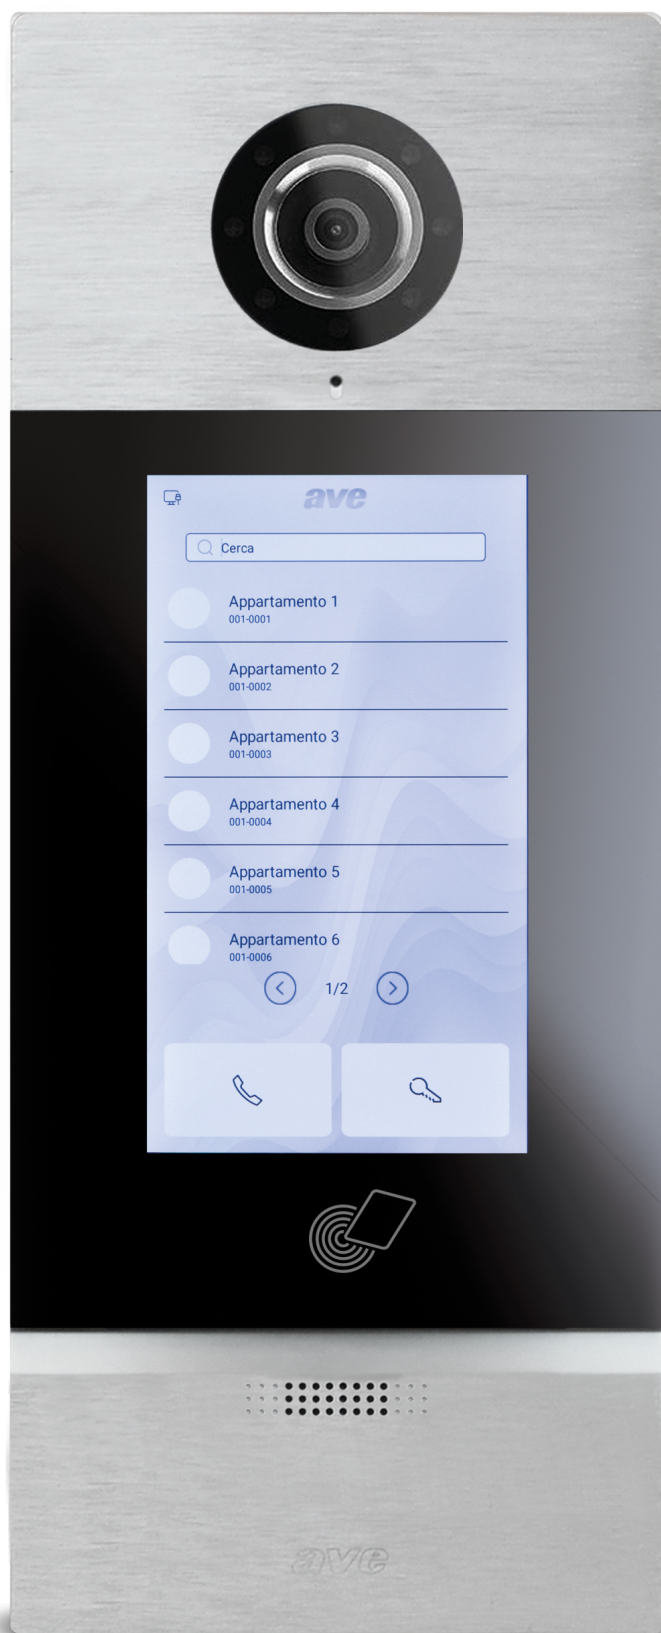 ave
Cerca
Appartamento 1
001-0001
Appartamento 2
001-0002
Appartamento 3
001-0003
Appartamento 4
001-0004
Appartamento 5
001-0005
Appartamento 6
001-0006
1/2
ave